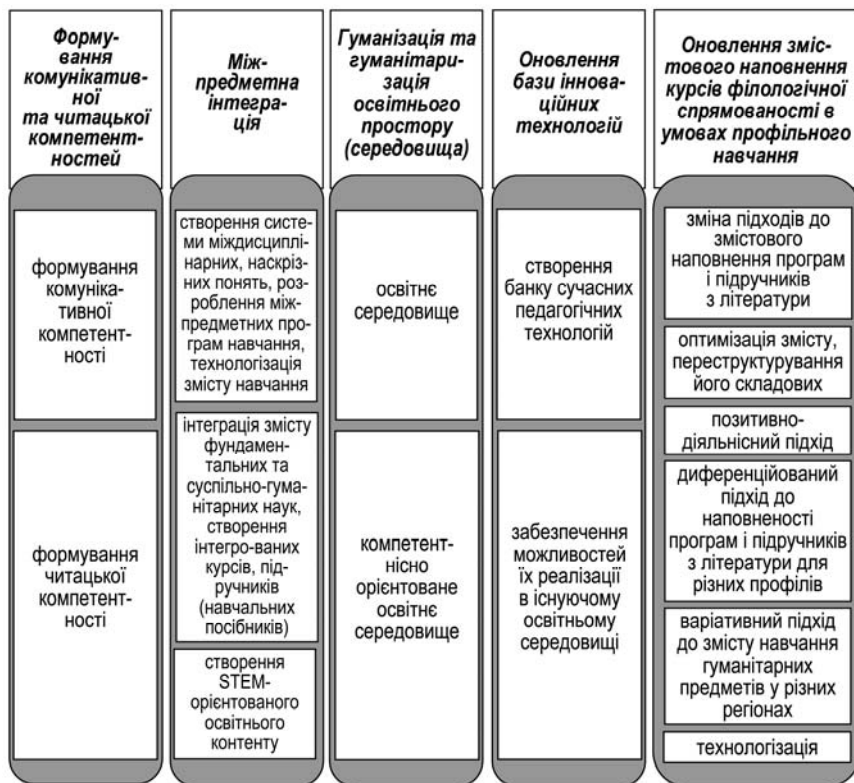 Форму-
вання
комунікатив-
ної
та читацької
компетент-
ностей
формування
комуніка-
тивної
компетент-
ності
формування
читацької
компетент-
ності
Між-
предметна
інтегра-
ція
створення систе-
ми міждисциплі-
нарних, наскріз-
них понять, роз-
роблення між-
предметних про-
грам навчання,
технологізація
змісту навчання
інтеграція змісту
фундамен-
тальних та
суспільно-гума-
нітарних наук,
створення
інтегро-ваних
курсів, під-
ручників
(навчальних
посібників)
створення
STEM-
орієнтованого
освітнього
контенту
Гуманізація та
гуманітари-
зація
освітнього
простору
(середовища)
освітнє
середовище
компетент-
нісно
орієнтоване
освітнє
середовище
Оновлення
бази іннова-
ційних
технологій
створення
банку сучасних
педагогічних
технологій
забезпечення
можливостей
їх реалізації
в існуючому
освітньому
середовищі
Оновлення зміс-
тового наповнення
курсів філологічної
спрямованості в
умовах профільного
навчання
зміна підходів до
змістового
наповнення програм
і підручників
з літератури
оптимізація змісту,
переструктурування
його складових
позитивно-
діяльнісний підхід
диференційований
підхід до
наповненості
програм і підручників
з літератури для
різних профілів
варіативний підхід
до змісту навчання
гуманітарних
предметів у різних
регіонах
технологізація